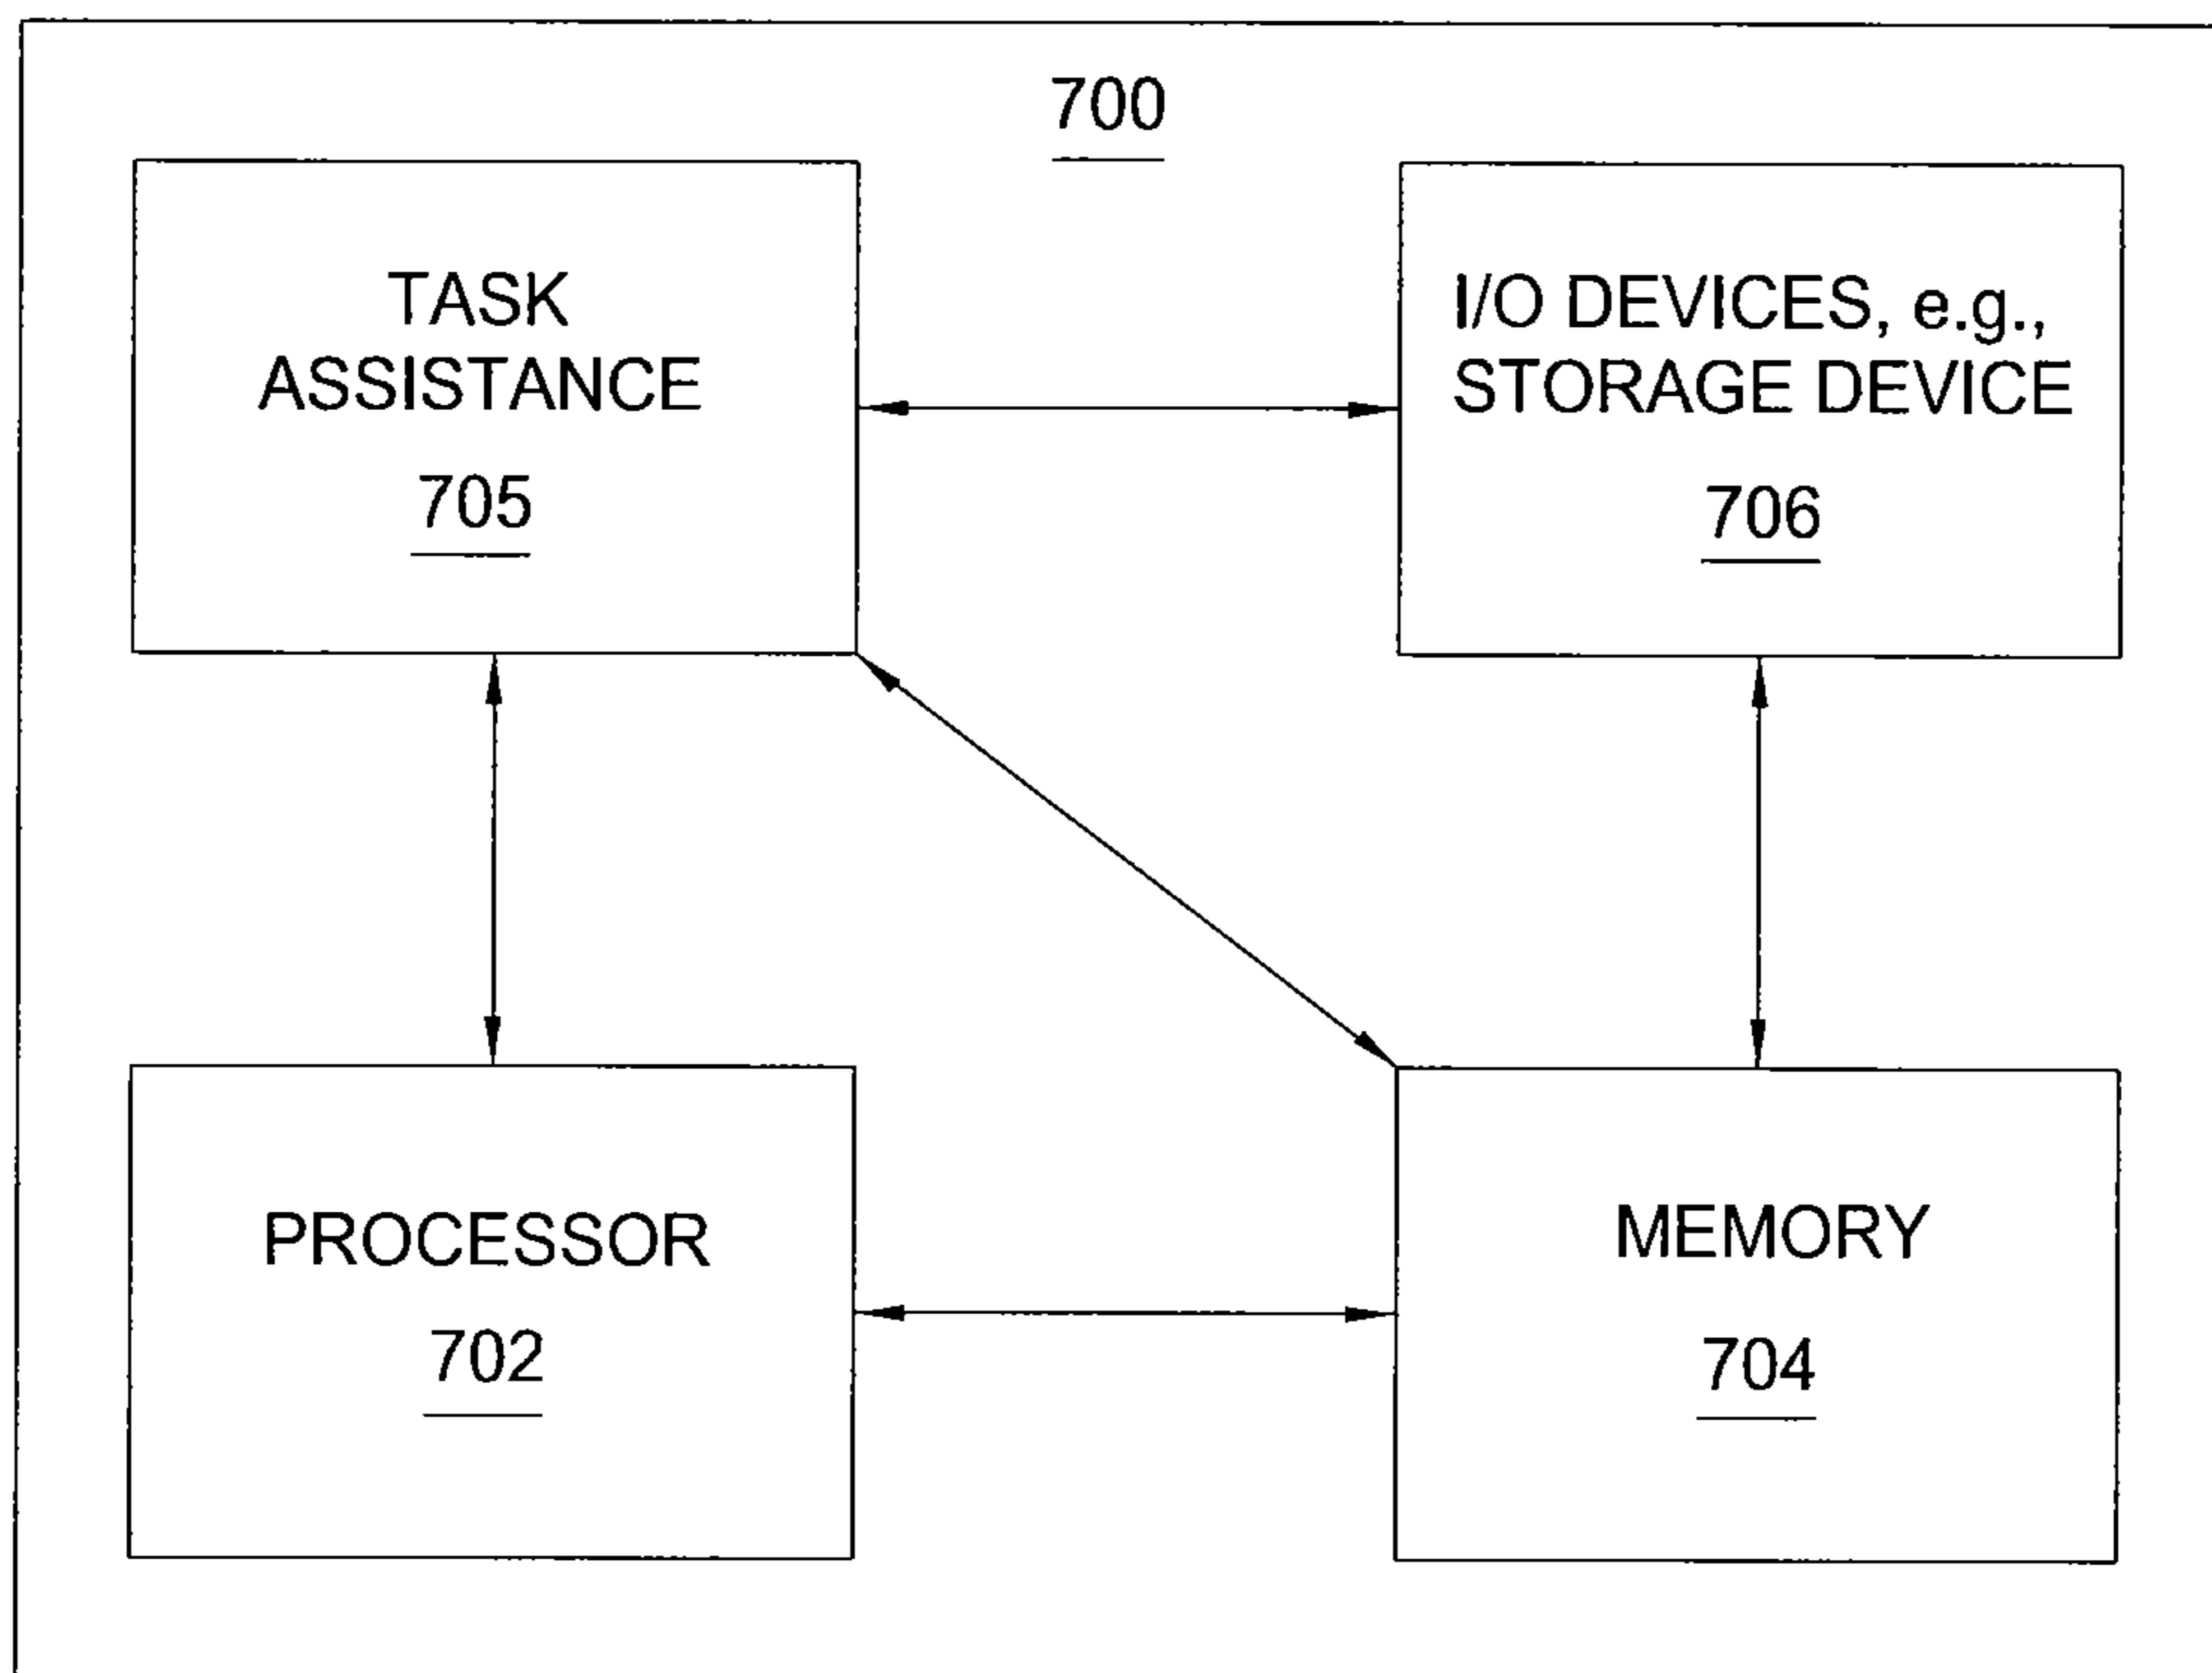 700
TASK
ASSISTANCE
705
I/O DEVICES, e.g.,
STORAGE DEVICE
706
PROCESSOR
702
MEMORY
704